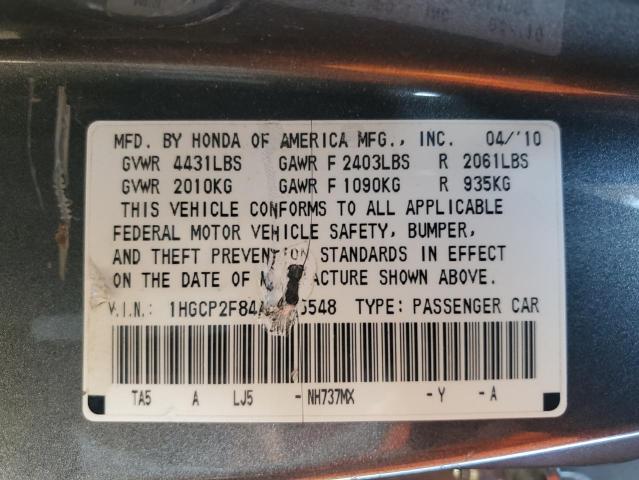 MFD. BY HONDA OF AMERICA MFG., INC. 04/'10
GVWR 4431LBS GAWR F 2403LBS R 2061LBS
GVWR 2010KG GAWR F 1090KG R 935KG
THIS VEHICLE CONFORMS TO ALL APPLICABLE
FEDERAL MOTOR VEHICLE SAFETY, BUMPER,
AND THEFT PREVENTION STANDARDS IN EFFECT
ON THE DATE OF MANUFACTURE SHOWN ABOVE.
V.I.N.: TYPE: PASSENGER CAR
TA5 A LJ5 - NH737MX - Y - A